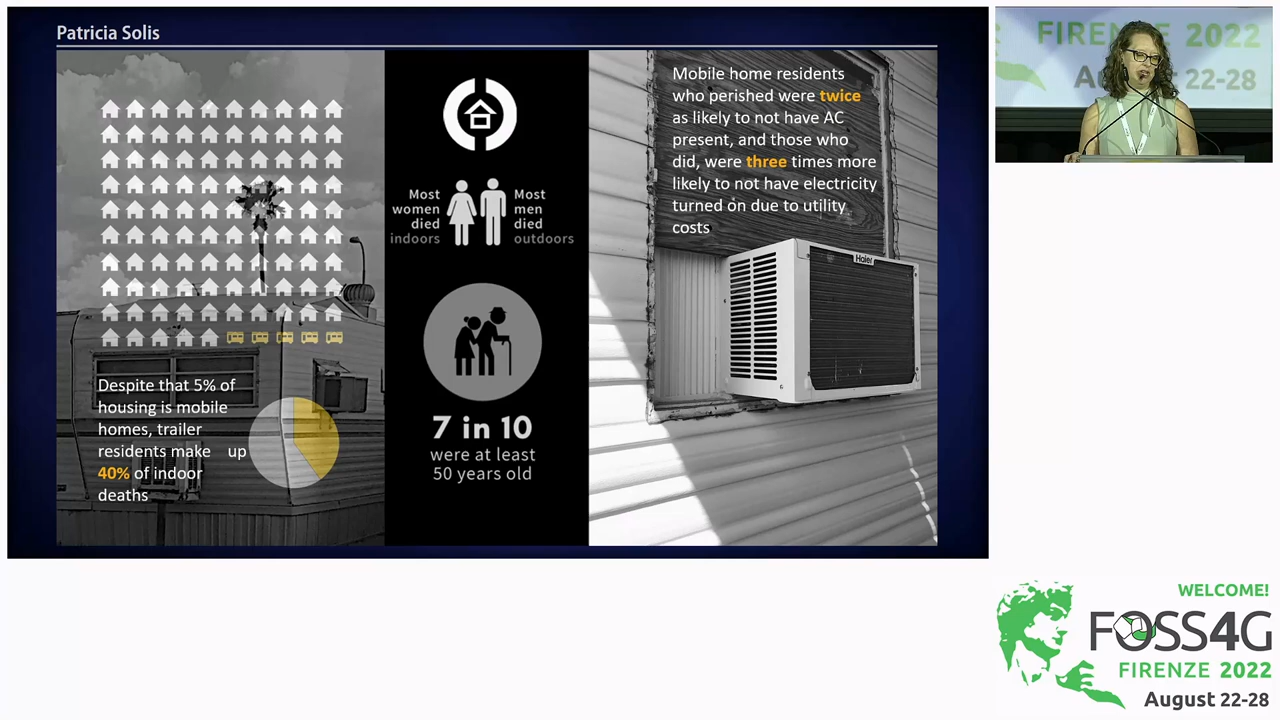 Patricia Solis
Despite that 5% of
housing is mobile
homes, trailer
residents make up
40% of indoor
deaths
Most
women
died
indoors
Most
men
died
outdoors
7 in 10
were at least
50 years old
Mobile home residents
who perished were twice
as likely to not have AC
present, and those who
did, were three times more
likely to not have electricity
turned on due to utility
costs
Haier
FIRENZE 2022
August 22-28
WELCOME!
FOSS4G
FIRENZE 2022
August 22-28